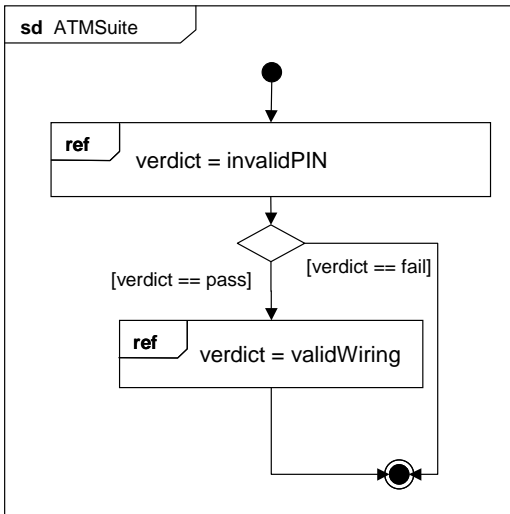 sd ATMSuite
ref
verdict = invalidPIN
[verdict == fail]
[verdict == pass]
ref
verdict = validWiring